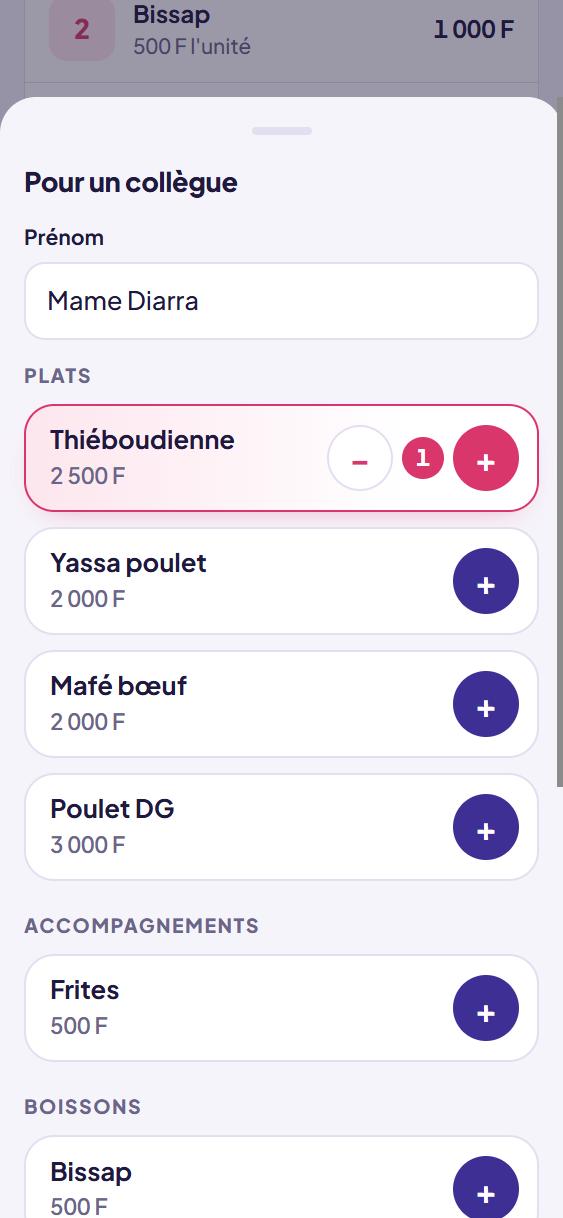 2
Bissap
500 F l'unité
1 000 F
Pour un collègue
Prénom
Mame Diarra
PLATS
Thiéboudienne
2 500 F
–
1
+
Yassa poulet
2 000 F
+
Mafé bœuf
2 000 F
+
Poulet DG
3 000 F
+
ACCOMPAGNEMENTS
Frites
500 F
+
BOISSONS
Bissap
500 F
+